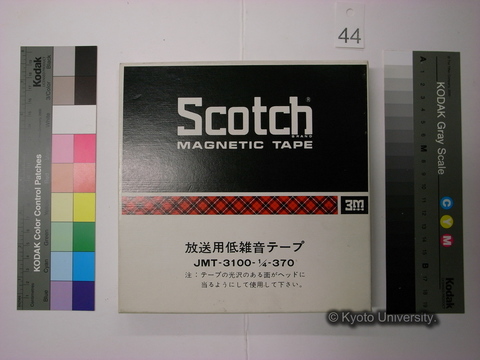 44
Kodak
KODAK Color Control Patches
Scotch®
BRAND
MAGNETIC TAPE
3M
放送用低雑音テープ
JMT-3100-¼-370
注：テープの光沢のある面がヘッドに
当るようにして使用して下さい。
A
M
KODAK Gray Scale
C Y M
Kodak
© Kyoto University.